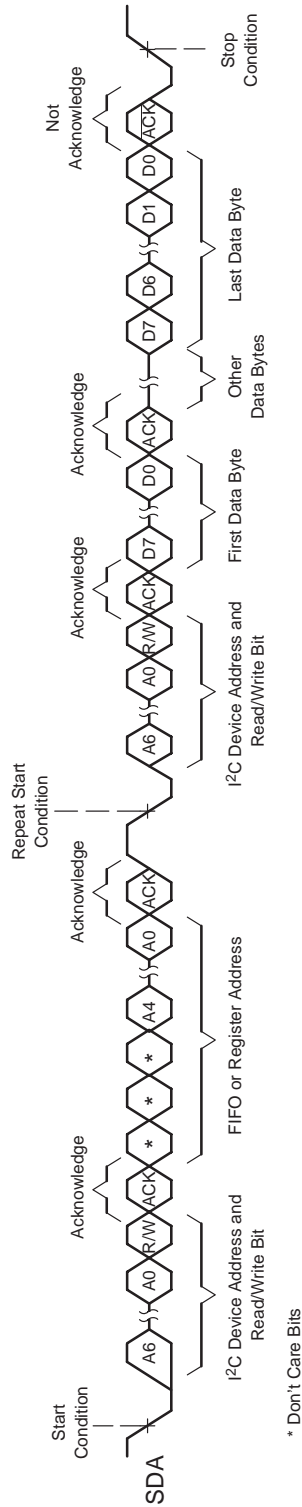 Start
Condition
Acknowledge
Acknowledge
Repeat Start
Condition
Acknowledge
Acknowledge
Not
Acknowledge
SDA
A6
A0
R/W
ACK
*
*
*
A4
A0
ACK
A6
A0
R/W
ACK
D7
D0
ACK
D7
D6
D1
D0
ACK
I²C Device Address and
Read/Write Bit
FIFO or Register Address
I²C Device Address and
Read/Write Bit
First Data Byte
Other
Data Bytes
Last Data Byte
Stop
Condition
* Don't Care Bits